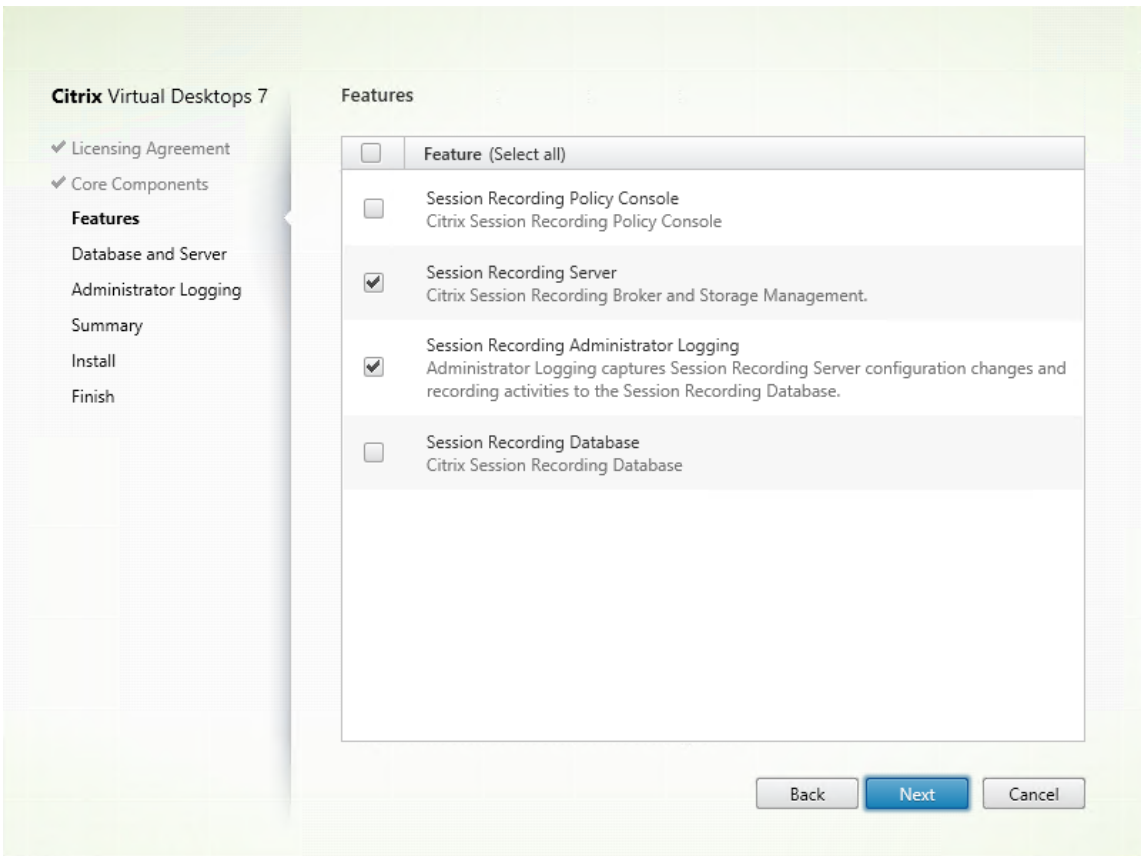 Citrix Virtual Desktops 7
Licensing Agreement
Core Components
Features
Database and Server
Administrator Logging
Summary
Install
Finish
Features
Feature (Select all)
Session Recording Policy Console
Citrix Session Recording Policy Console
Session Recording Server
Citrix Session Recording Broker and Storage Management.
Session Recording Administrator Logging
Administrator Logging captures Session Recording Server configuration changes and
recording activities to the Session Recording Database.
Session Recording Database
Citrix Session Recording Database
Back
Next
Cancel